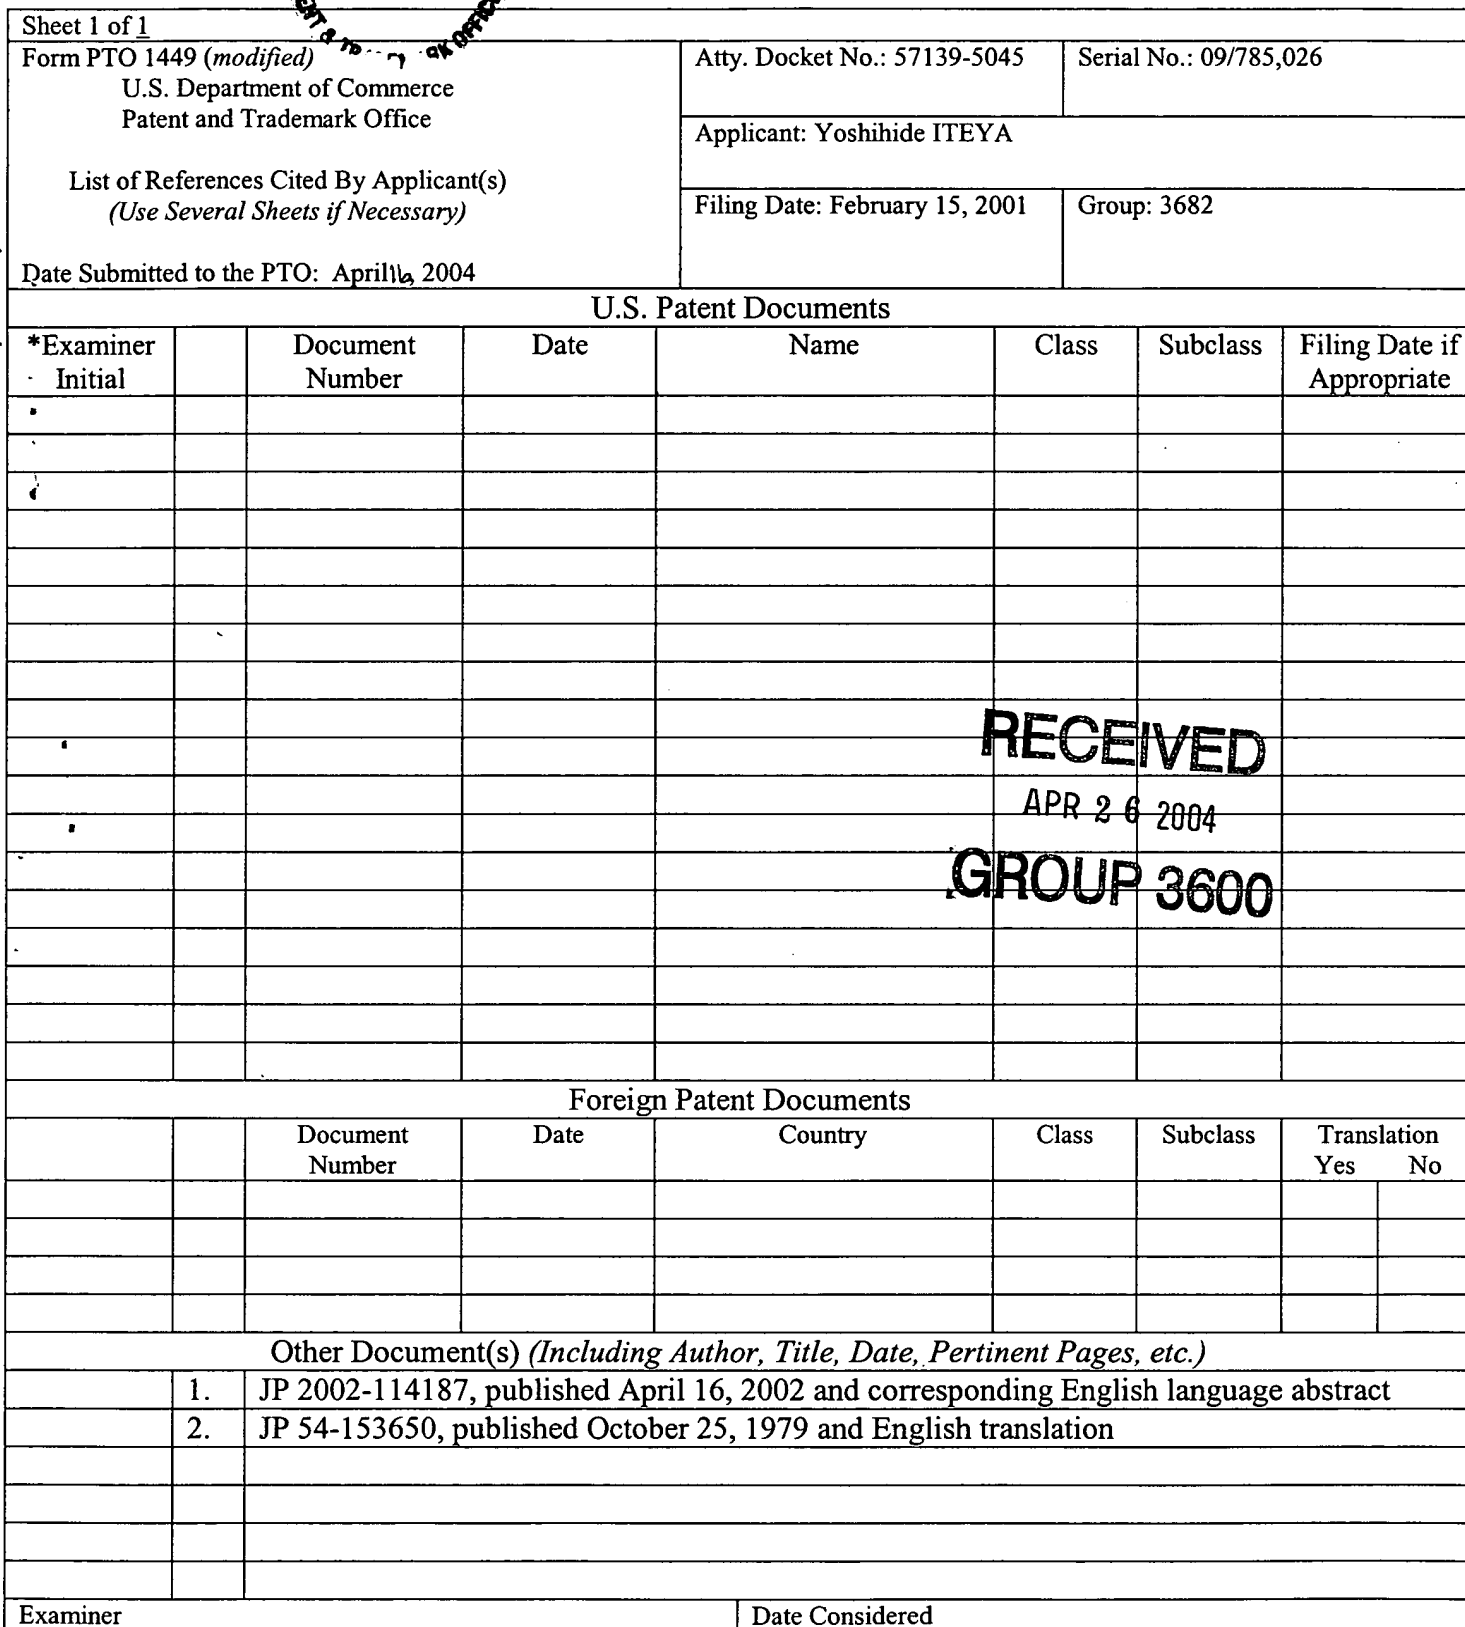 Sheet 1 of 1
Form PTO 1449 (modified)
U.S. Department of Commerce
Patent and Trademark Office
List of References Cited By Applicant(s)
(Use Several Sheets if Necessary)
Date Submitted to the PTO: April 16, 2004
Atty. Docket No.: 57139-5045
Serial No.: 09/785,026
Applicant: Yoshihide ITEYA
Filing Date: February 15, 2001
Group: 3682
U.S. Patent Documents
*Examiner Initial
Document Number
Date
Name
Class
Subclass
Filing Date if Appropriate
RECEIVED
APR 26 2004
GROUP 3600
Foreign Patent Documents
Document Number
Date
Country
Class
Subclass
Translation
Yes No
Other Document(s) (Including Author, Title, Date, Pertinent Pages, etc.)
1. JP 2002-114187, published April 16, 2002 and corresponding English language abstract
2. JP 54-153650, published October 25, 1979 and English translation
Examiner
Date Considered